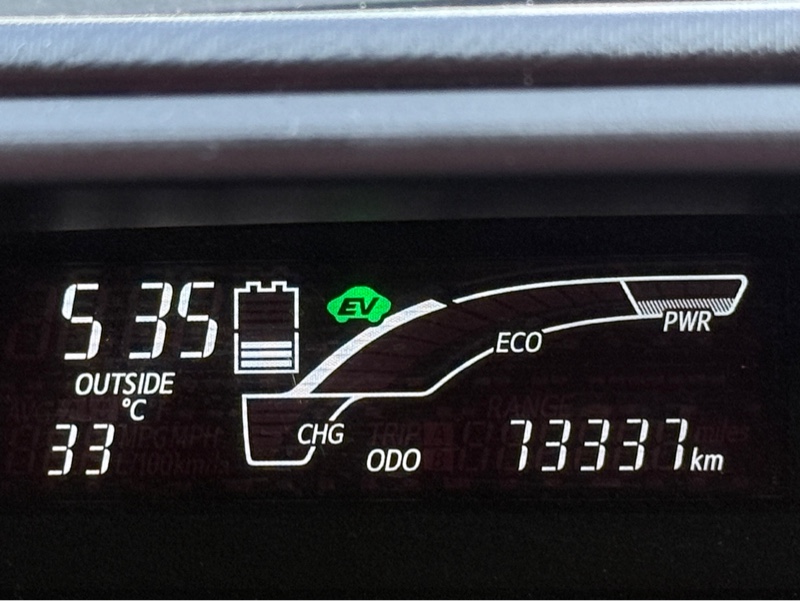 5 35
EV
PWR
ECO
OUTSIDE
°C
33
CHG
ODO
73337 km